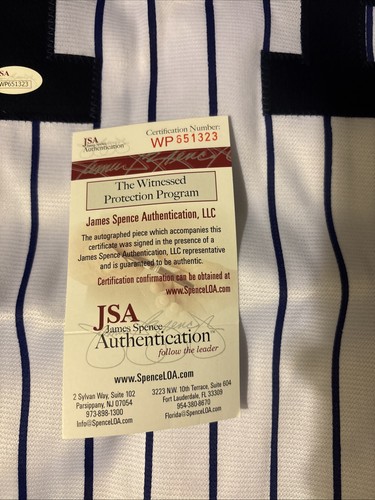 JSA
WP651323
JSA
Authentication
Certification Number:
WP651323
The Witnessed
Protection Program
James Spence Authentication, LLC
The autographed piece which accompanies this
certificate was signed in the presence of a
James Spence Authentication, LLC representative
and is guaranteed to be authentic.
Certification confirmation can be obtained at
www.SpenceLOA.com
JSA
James Spence
Authentication
follow the leader
www.SpenceLOA.com
2 Sylvan Way, Suite 102
Parsippany, NJ 07054
973-898-1300
Info@SpenceLOA.com
3223 N.W. 10th Terrace, Suite 604
Fort Lauderdale, FL 33309
954-380-8670
Florida@SpenceLOA.com